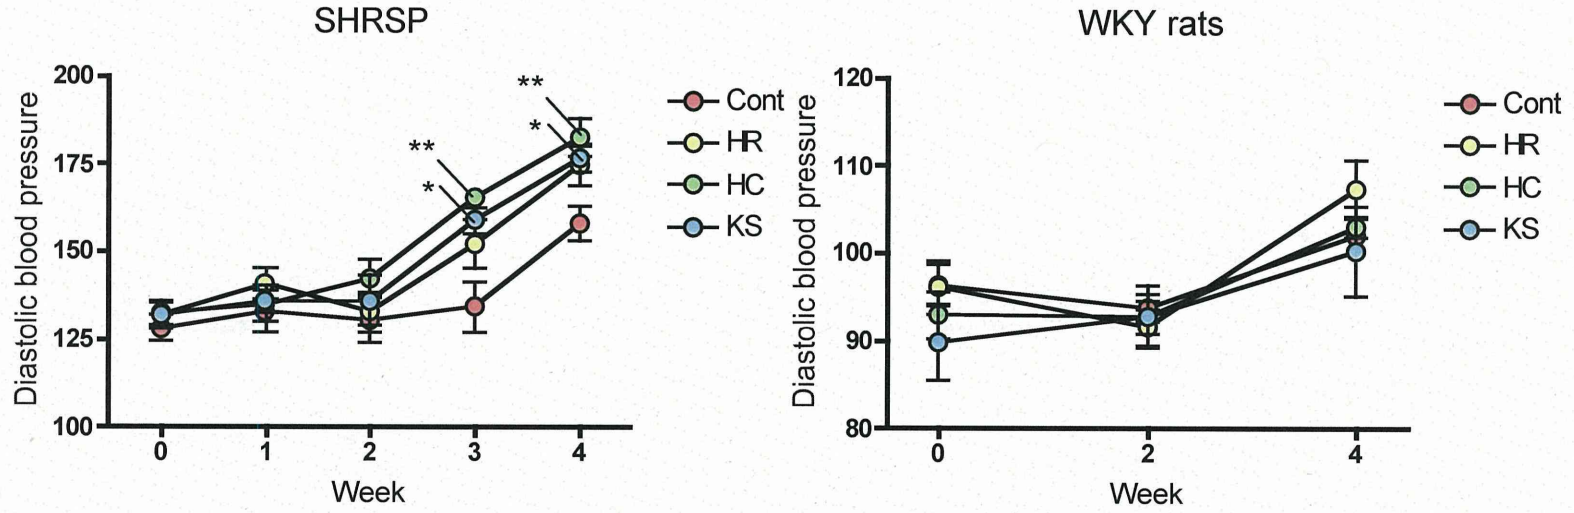 SHRSP
Diastolic blood pressure
200
175
150
125
100
**
*
**
*
0 1 2 3 4
Week
Cont
HR
HC
KS
WKY rats
Diastolic blood pressure
120
110
100
90
80
0 2 4
Week
Cont
HR
HC
KS